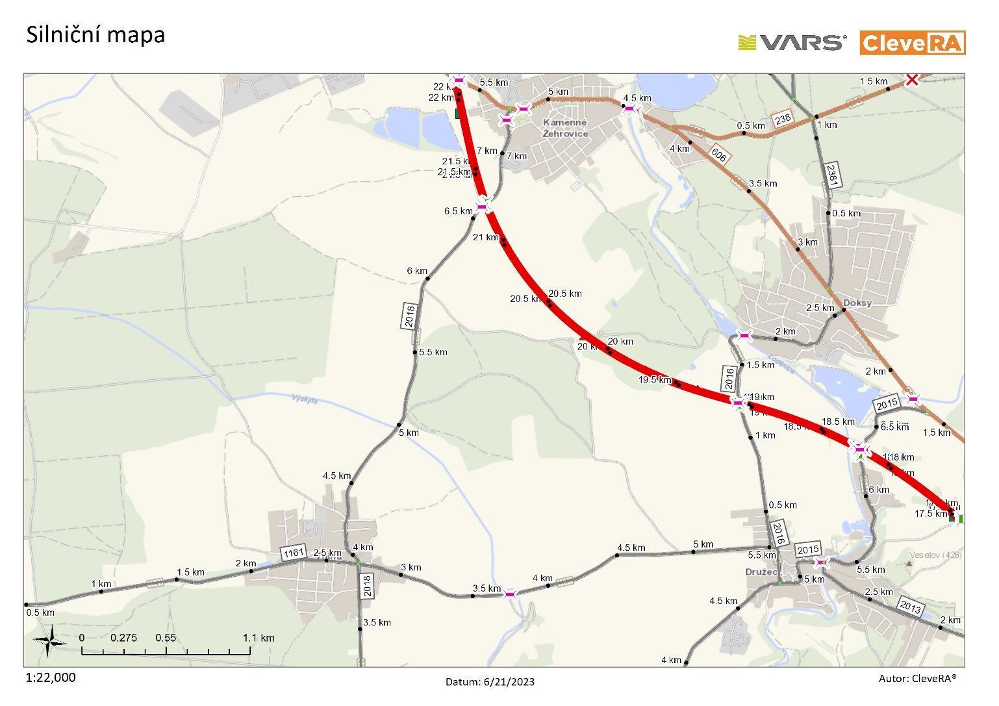 Silniční mapa
VARS®
CleveRA
22 k
5.5 km
22 km
5 km
4.5 km
1.5 km
Kamenné
Žehrovice
0.5 km
238
1 km
4 km
606
7 km
7 km
21.5 k
21.5 km
2381
3.5 km
6.5 km
0.5 km
21 km
3 km
6 km
20.5 km
20.5 km
Doksy
2.5 km
2018
2 km
20 km
20 k
5.5 km
Loděnice
1.5 km
2 km
19.5 km
2016
Výskyta
19 km
19 k
2015
18.5 km
18.5
6.5 km
1.5 km
5 km
1 km
18 km
4.5 km
6 km
0.5 km
17.5 km
2016
1161
2.5 km
4 km
4.5 km
5 km
5.5 km
2015
Veselov (428)
2 km
3 km
Družec
5 km
5.5 km
1.5 km
4 km
1 km
2018
3.5 km
2.5 km
4.5 km
2013
0.5 km
3.5 km
2 km
0
0.275
0.55
1.1 km
4 km
1:22,000
Datum: 6/21/2023
Autor: CleveRA®